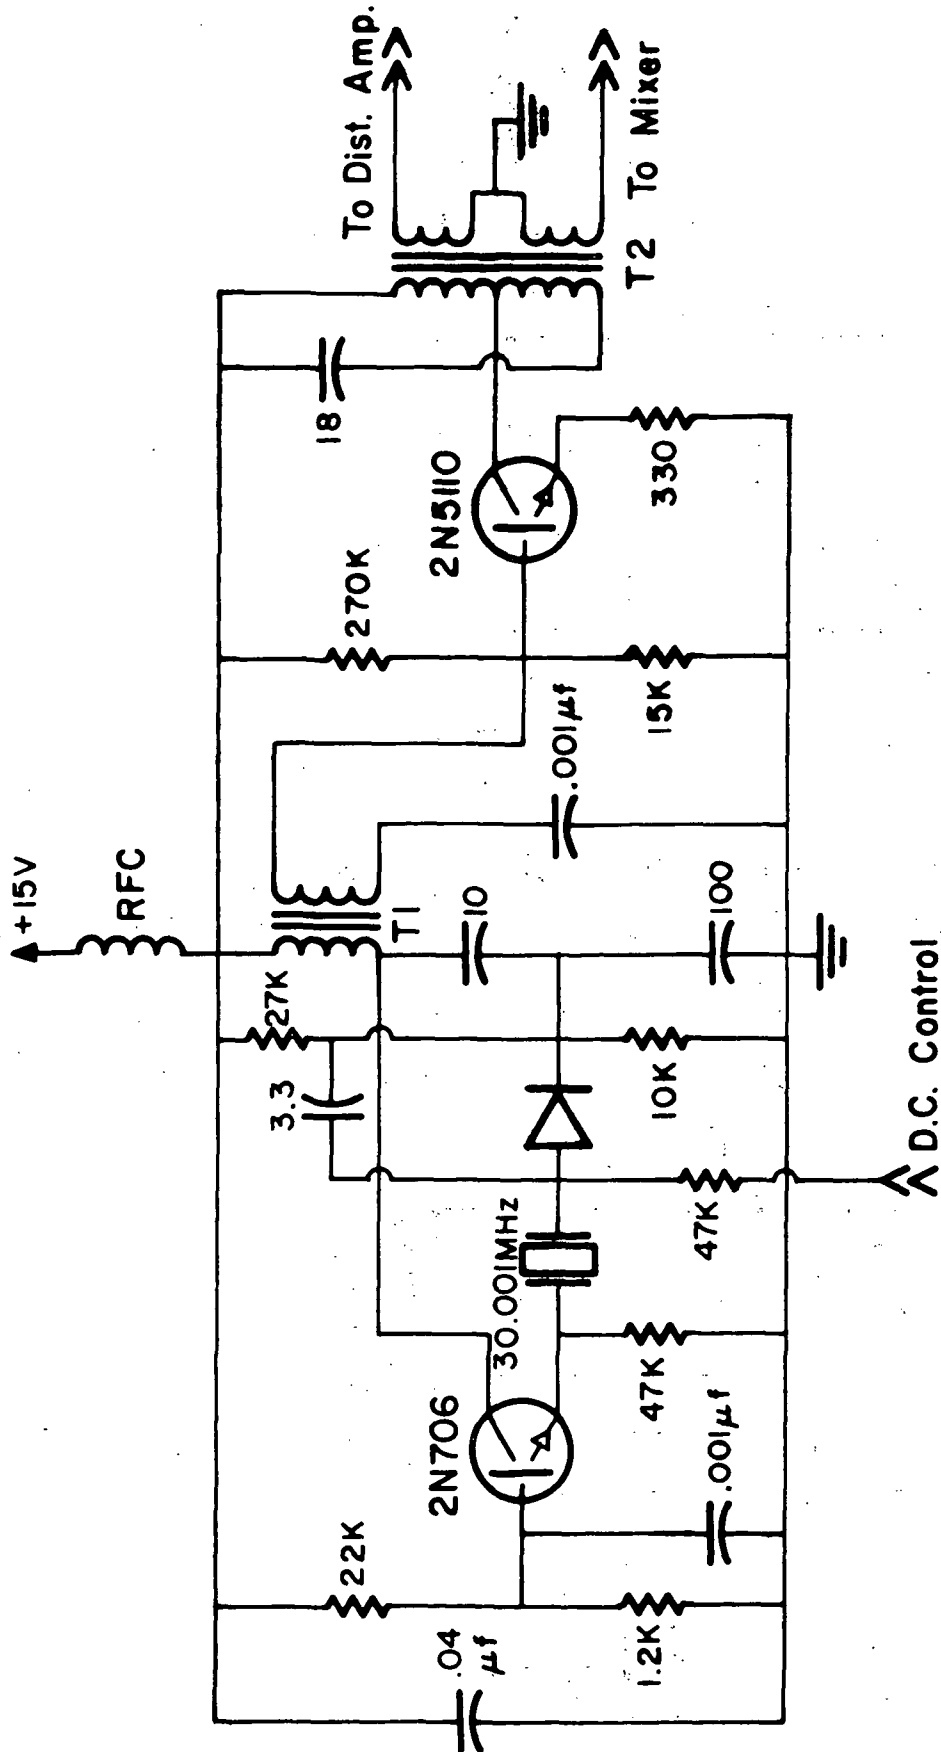 +15V
RFC
To Dist. Amp.
To Mixer
T2
18
2N5110
330
270K
15K
.001μf
T1
10
100
27K
3.3
10K
D.C. Control
47K
30.001MHz
47K
2N706
.001μf
22K
1.2K
.04
μf